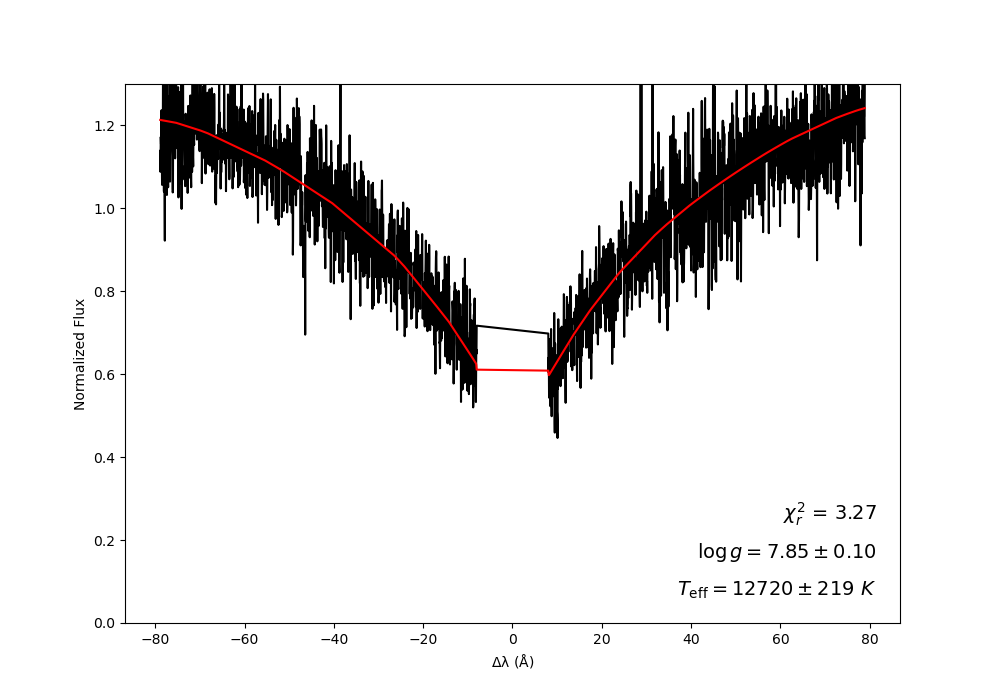 1.2
1.0
0.8
0.6
0.4
0.2
0.0
Normalized Flux
χ²ᵣ = 3.27
log g = 7.85 ± 0.10
T_eff = 12720 ± 219 K
−80 −60 −40 −20 0 20 40 60 80
Δλ (Å)